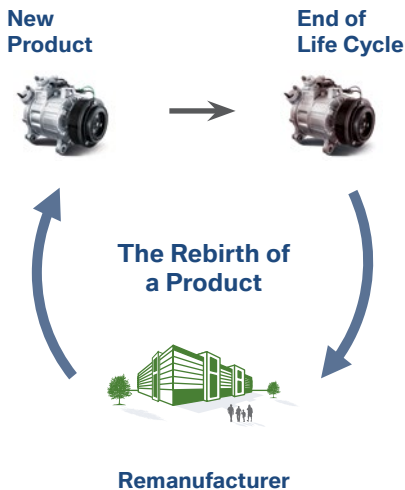 New
Product
End of
Life Cycle
The Rebirth of
a Product
Remanufacturer